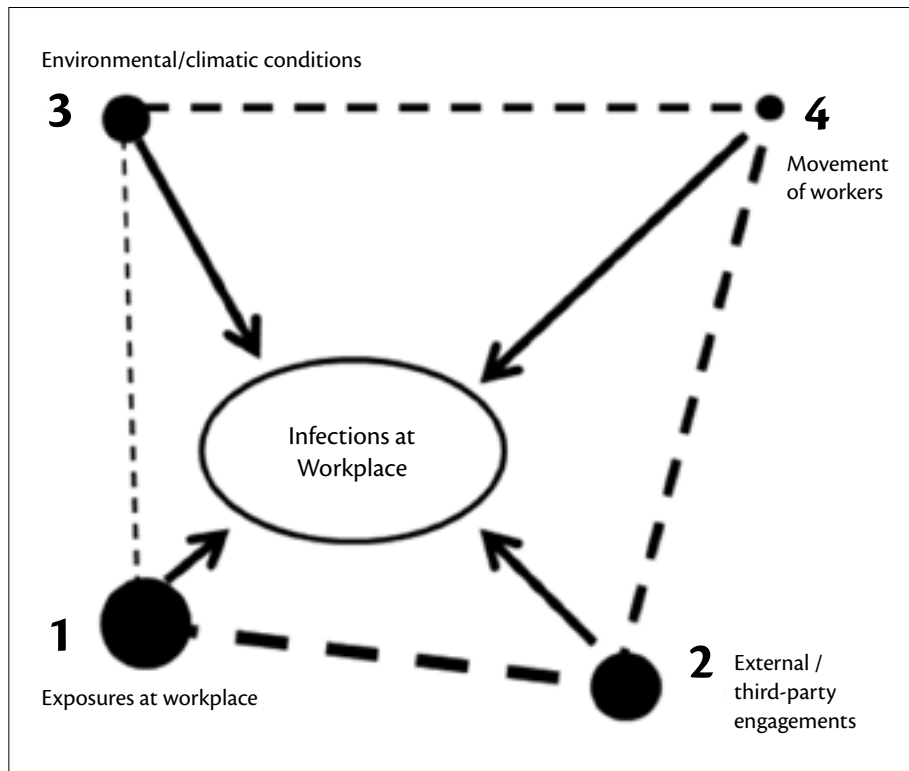 Environmental/climatic conditions
3
4
Movement
of workers
Infections at
Workplace
1
Exposures at workplace
2
External /
third-party
engagements